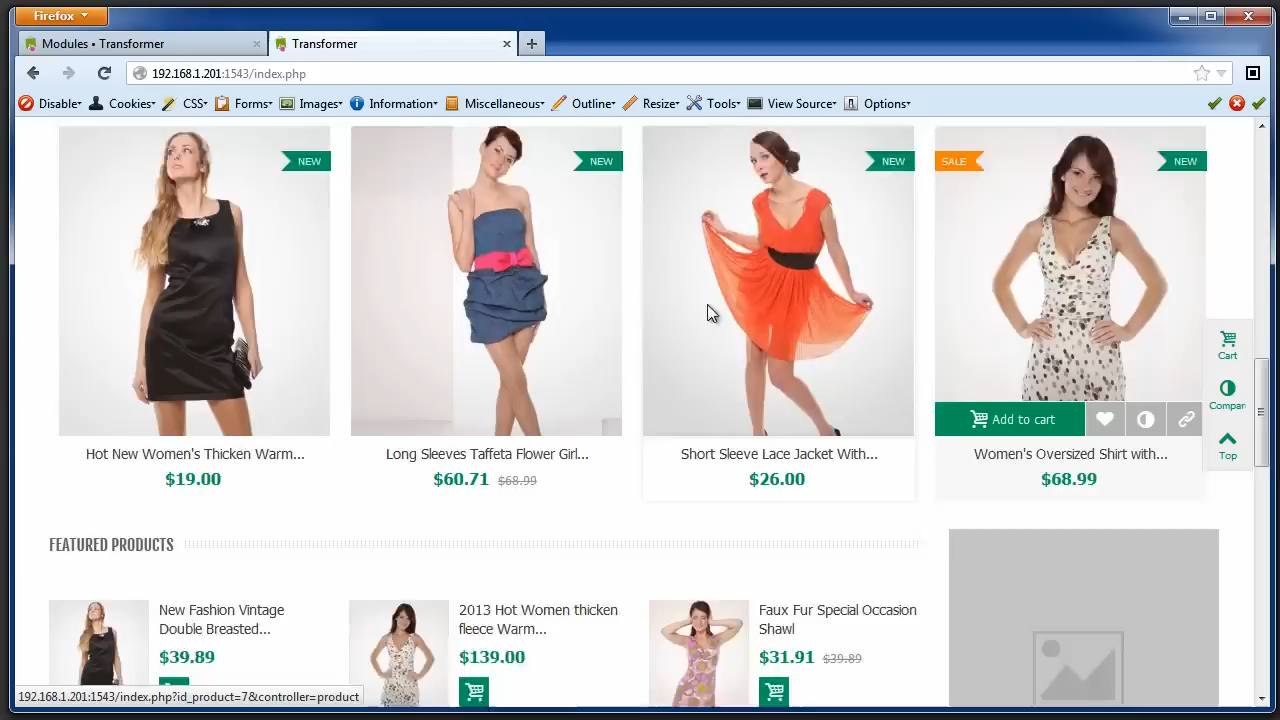 Firefox
Modules • Transformer
Transformer
192.168.1.201:1543/index.php
Disable Cookies CSS Forms Images Information Miscellaneous Outline Resize Tools View Source Options
NEW
NEW
NEW
SALE
NEW
Cart
Compar
Top
Add to cart
Hot New Women's Thicken Warm...
$19.00
Long Sleeves Taffeta Flower Girl...
$60.71 $68.99
Short Sleeve Lace Jacket With...
$26.00
Women's Oversized Shirt with...
$68.99
FEATURED PRODUCTS
New Fashion Vintage
Double Breasted...
$39.89
2013 Hot Women thicken
fleece Warm...
$139.00
Faux Fur Special Occasion
Shawl
$31.91 $39.89
192.168.1.201:1543/index.php?id_product=7&controller=product